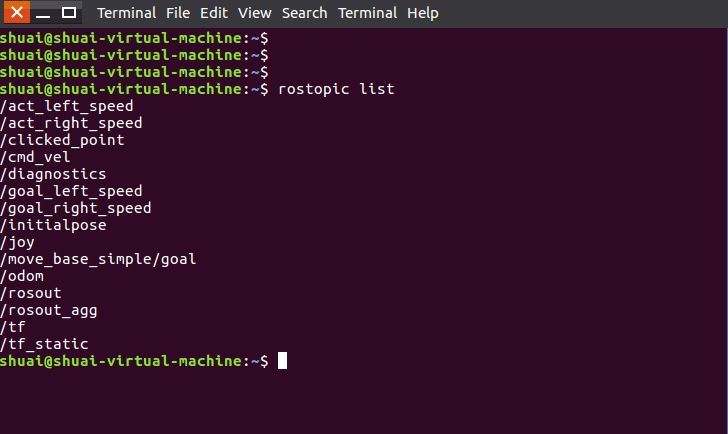 Terminal File Edit View Search Terminal Help
shuai@shuai-virtual-machine:~$
shuai@shuai-virtual-machine:~$
shuai@shuai-virtual-machine:~$
shuai@shuai-virtual-machine:~$ rostopic list
/act_left_speed
/act_right_speed
/clicked_point
/cmd_vel
/diagnostics
/goal_left_speed
/goal_right_speed
/initialpose
/joy
/move_base_simple/goal
/odom
/rosout
/rosout_agg
/tf
/tf_static
shuai@shuai-virtual-machine:~$